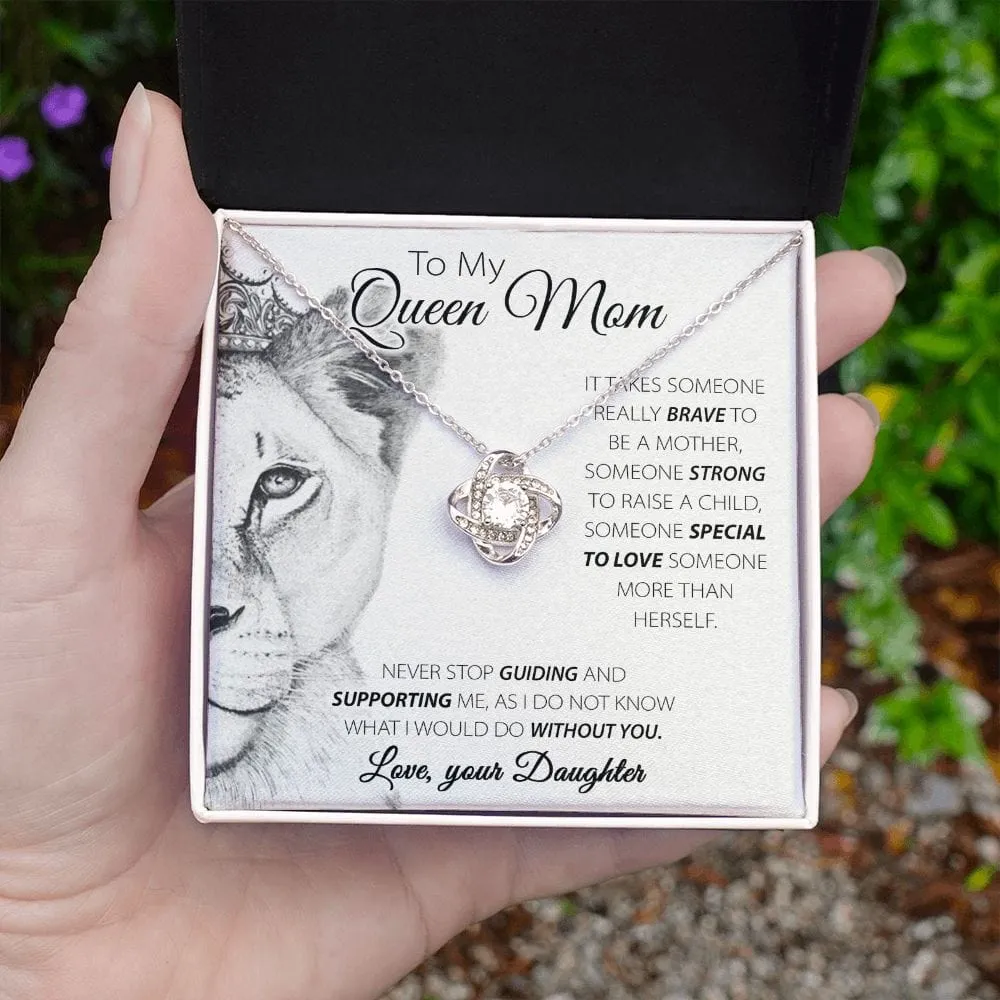 To My
Queen Mom
IT TAKES SOMEONE
REALLY BRAVE TO
BE A MOTHER,
SOMEONE STRONG
TO RAISE A CHILD,
SOMEONE SPECIAL
TO LOVE SOMEONE
MORE THAN
HERSELF.
NEVER STOP GUIDING AND
SUPPORTING ME, AS I DO NOT KNOW
WHAT I WOULD DO WITHOUT YOU.
Love, your Daughter